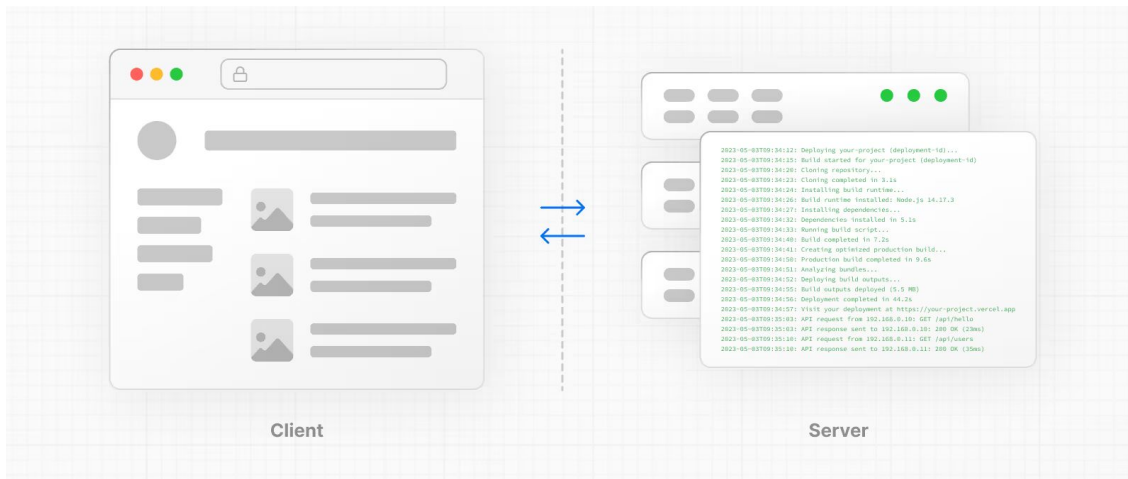 2023-05-03T09:34:12: Deploying your-project (deployment-id)...
2023-05-03T09:34:15: Build started for your-project (deployment-id)
2023-05-03T09:34:20: Cloning repository...
2023-05-03T09:34:23: Cloning completed in 3.1s
2023-05-03T09:34:24: Installing build runtime...
2023-05-03T09:34:26: Build runtime installed: Node.js 14.17.3
2023-05-03T09:34:27: Installing dependencies...
2023-05-03T09:34:32: Dependencies installed in 5.1s
2023-05-03T09:34:33: Running build script...
2023-05-03T09:34:40: Build completed in 7.2s
2023-05-03T09:34:41: Creating optimized production build...
2023-05-03T09:34:50: Production build completed in 9.6s
2023-05-03T09:34:51: Analyzing bundles...
2023-05-03T09:34:52: Deploying build outputs...
2023-05-03T09:34:55: Build outputs deployed (5.5 MB)
2023-05-03T09:34:56: Deployment completed in 44.2s
2023-05-03T09:34:57: Visit your deployment at https://your-project.vercel.app
2023-05-03T09:35:03: API request from 192.168.0.10: GET /api/hello
2023-05-03T09:35:03: API response sent to 192.168.0.10: 200 OK (23ms)
2023-05-03T09:35:10: API request from 192.168.0.11: GET /api/users
2023-05-03T09:35:10: API response sent to 192.168.0.11: 200 OK (35ms)
Client
Server